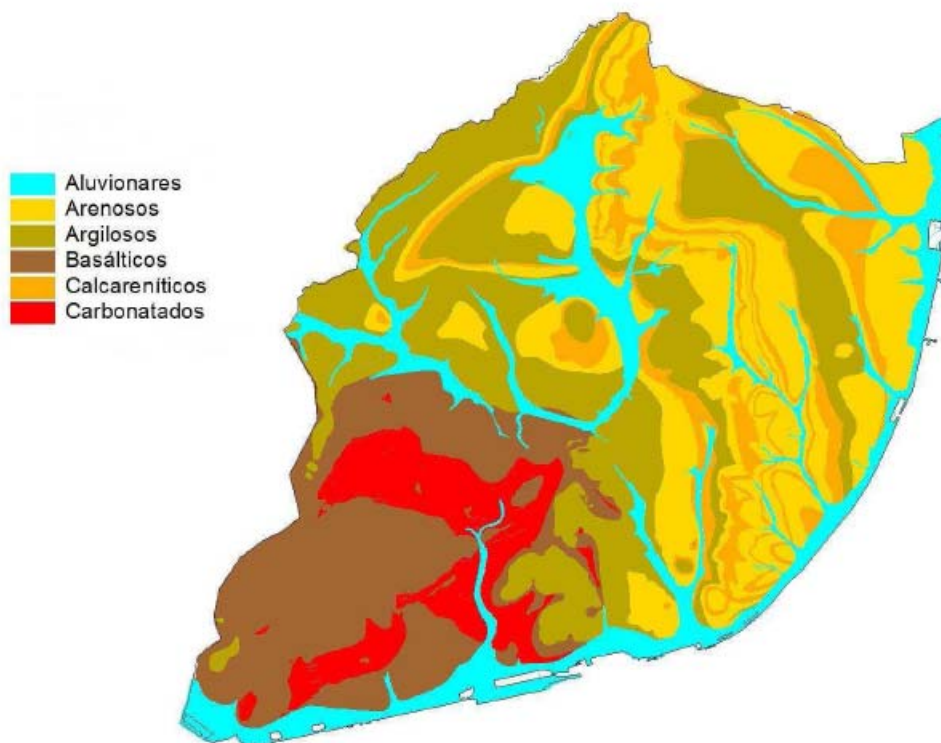 Aluvionares
Arenosos
Argilosos
Basálticos
Calcareníticos
Carbonatados